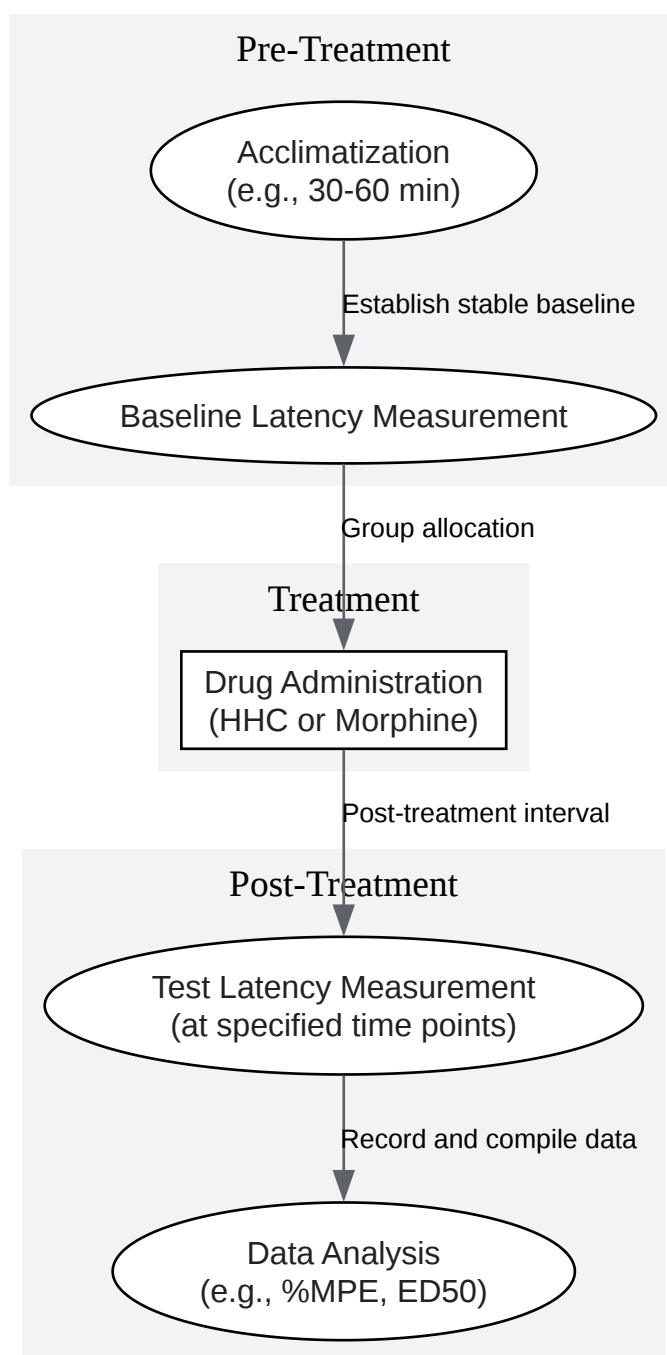 Pre-Treatment
Acclimatization
(e.g., 30-60 min)
Establish stable baseline
Baseline Latency Measurement
Group allocation
Treatment
Drug Administration
(HHC or Morphine)
Post-treatment interval
Post-Treatment
Test Latency Measurement
(at specified time points)
Record and compile data
Data Analysis
(e.g., %MPE, ED50)